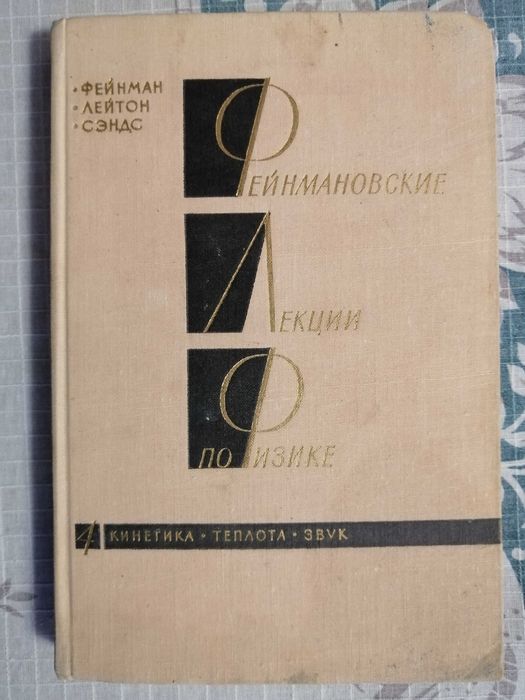 • ФЕЙНМАН
• ЛЕЙТОН
• СЭНДС
ФЕЙНМАНОВСКИЕ
ЛЕКЦИИ
ПО ФИЗИКЕ
4 КИНЕТИКА • ТЕПЛОТА • ЗВУК